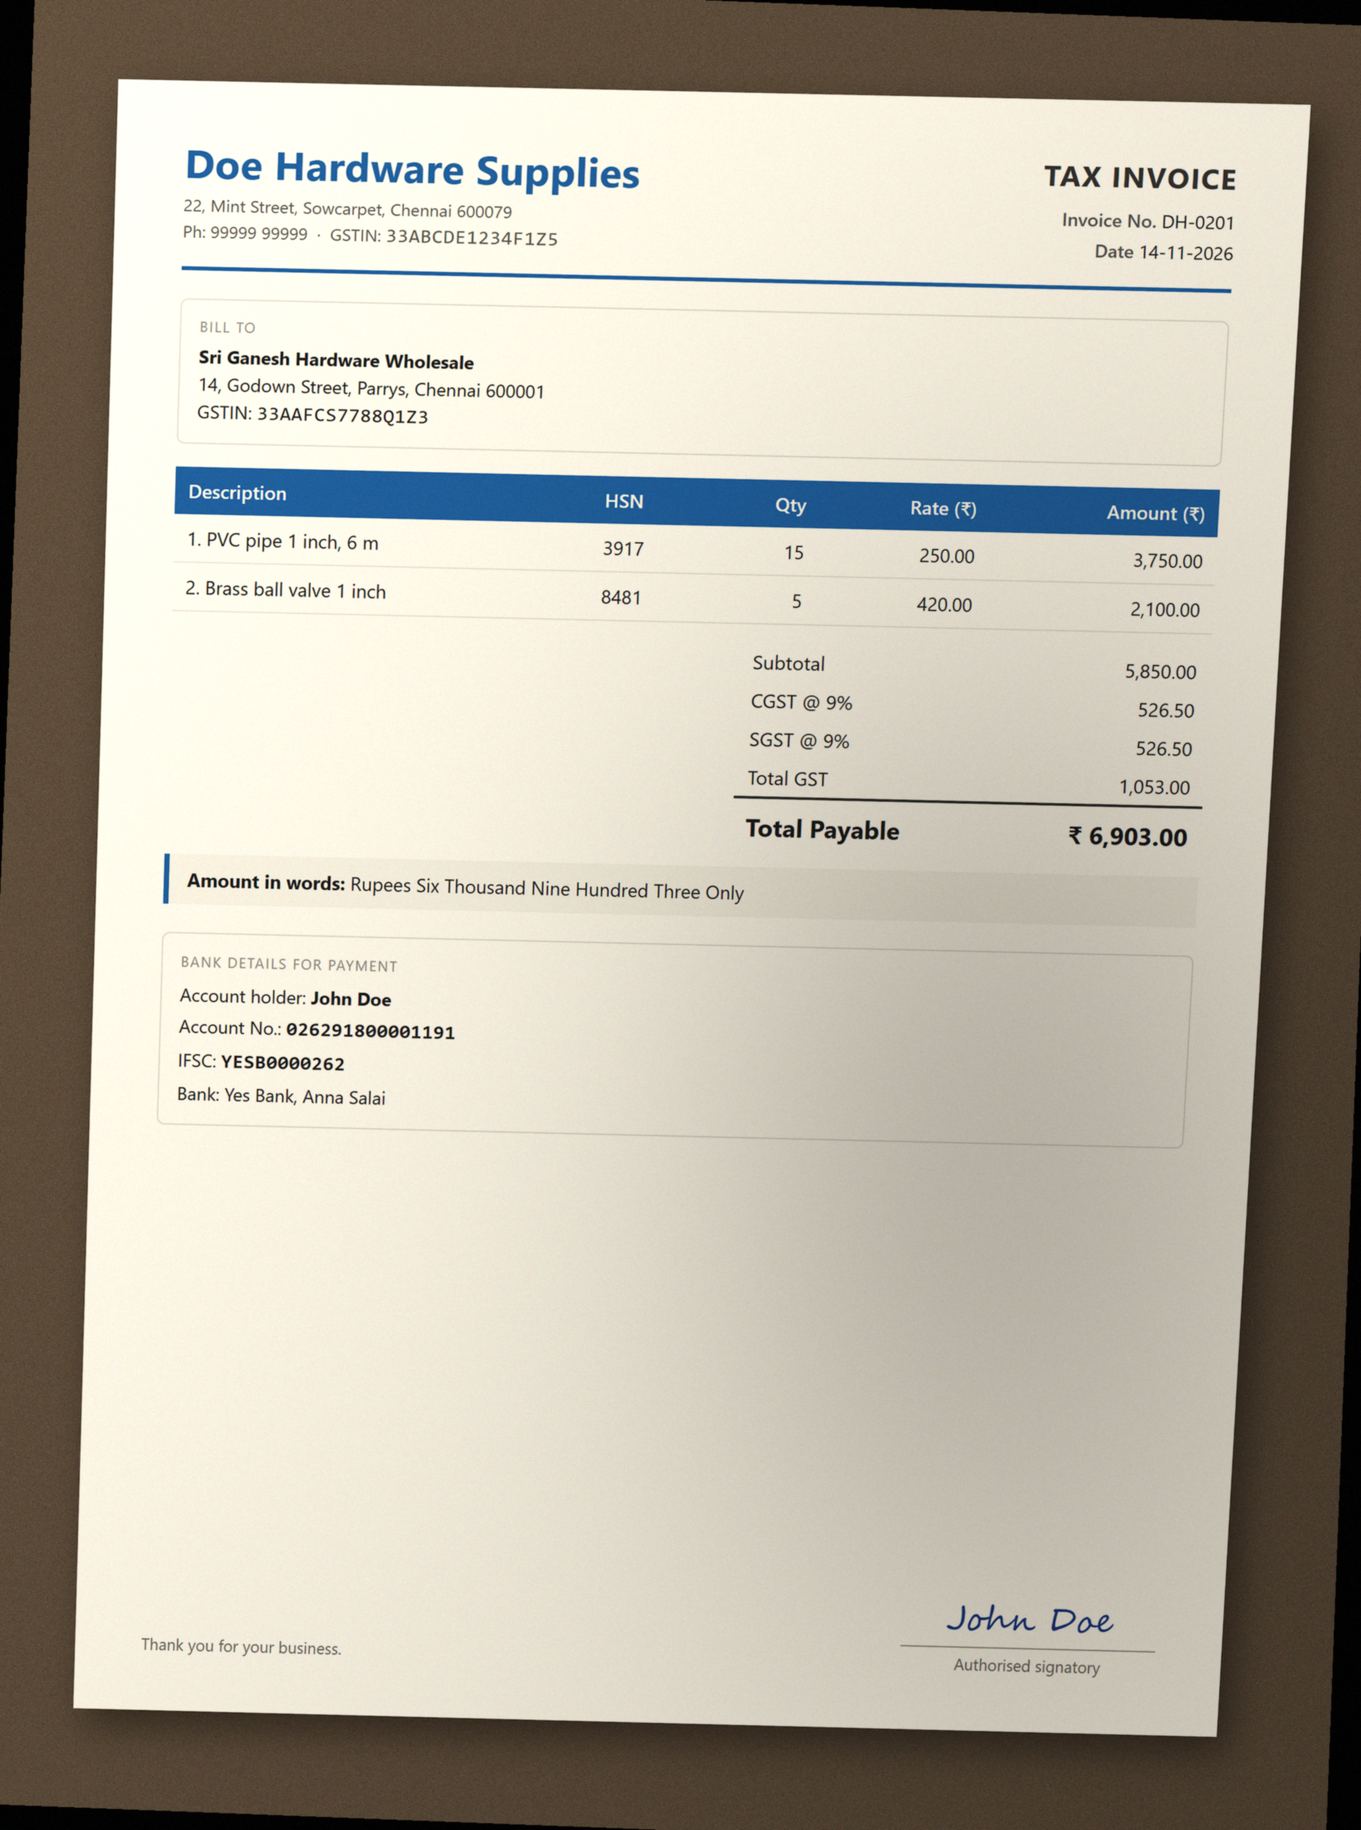 Doe Hardware Supplies
22, Mint Street, Sowcarpet, Chennai 600079
Ph: 99999 99999 · GSTIN: 33ABCDE1234F1Z5
TAX INVOICE
Invoice No. DH-0201
Date 14-11-2026
BILL TO
Sri Ganesh Hardware Wholesale
14, Godown Street, Parrys, Chennai 600001
GSTIN: 33AAFCS7788Q1Z3
Description HSN Qty Rate (₹) Amount (₹)
1. PVC pipe 1 inch, 6 m 3917 15 250.00 3,750.00
2. Brass ball valve 1 inch 8481 5 420.00 2,100.00
Subtotal 5,850.00
CGST @ 9% 526.50
SGST @ 9% 526.50
Total GST 1,053.00
Total Payable ₹ 6,903.00
Amount in words: Rupees Six Thousand Nine Hundred Three Only
BANK DETAILS FOR PAYMENT
Account holder: John Doe
Account No.: 026291800001191
IFSC: YESB0000262
Bank: Yes Bank, Anna Salai
John Doe
Thank you for your business.
Authorised signatory